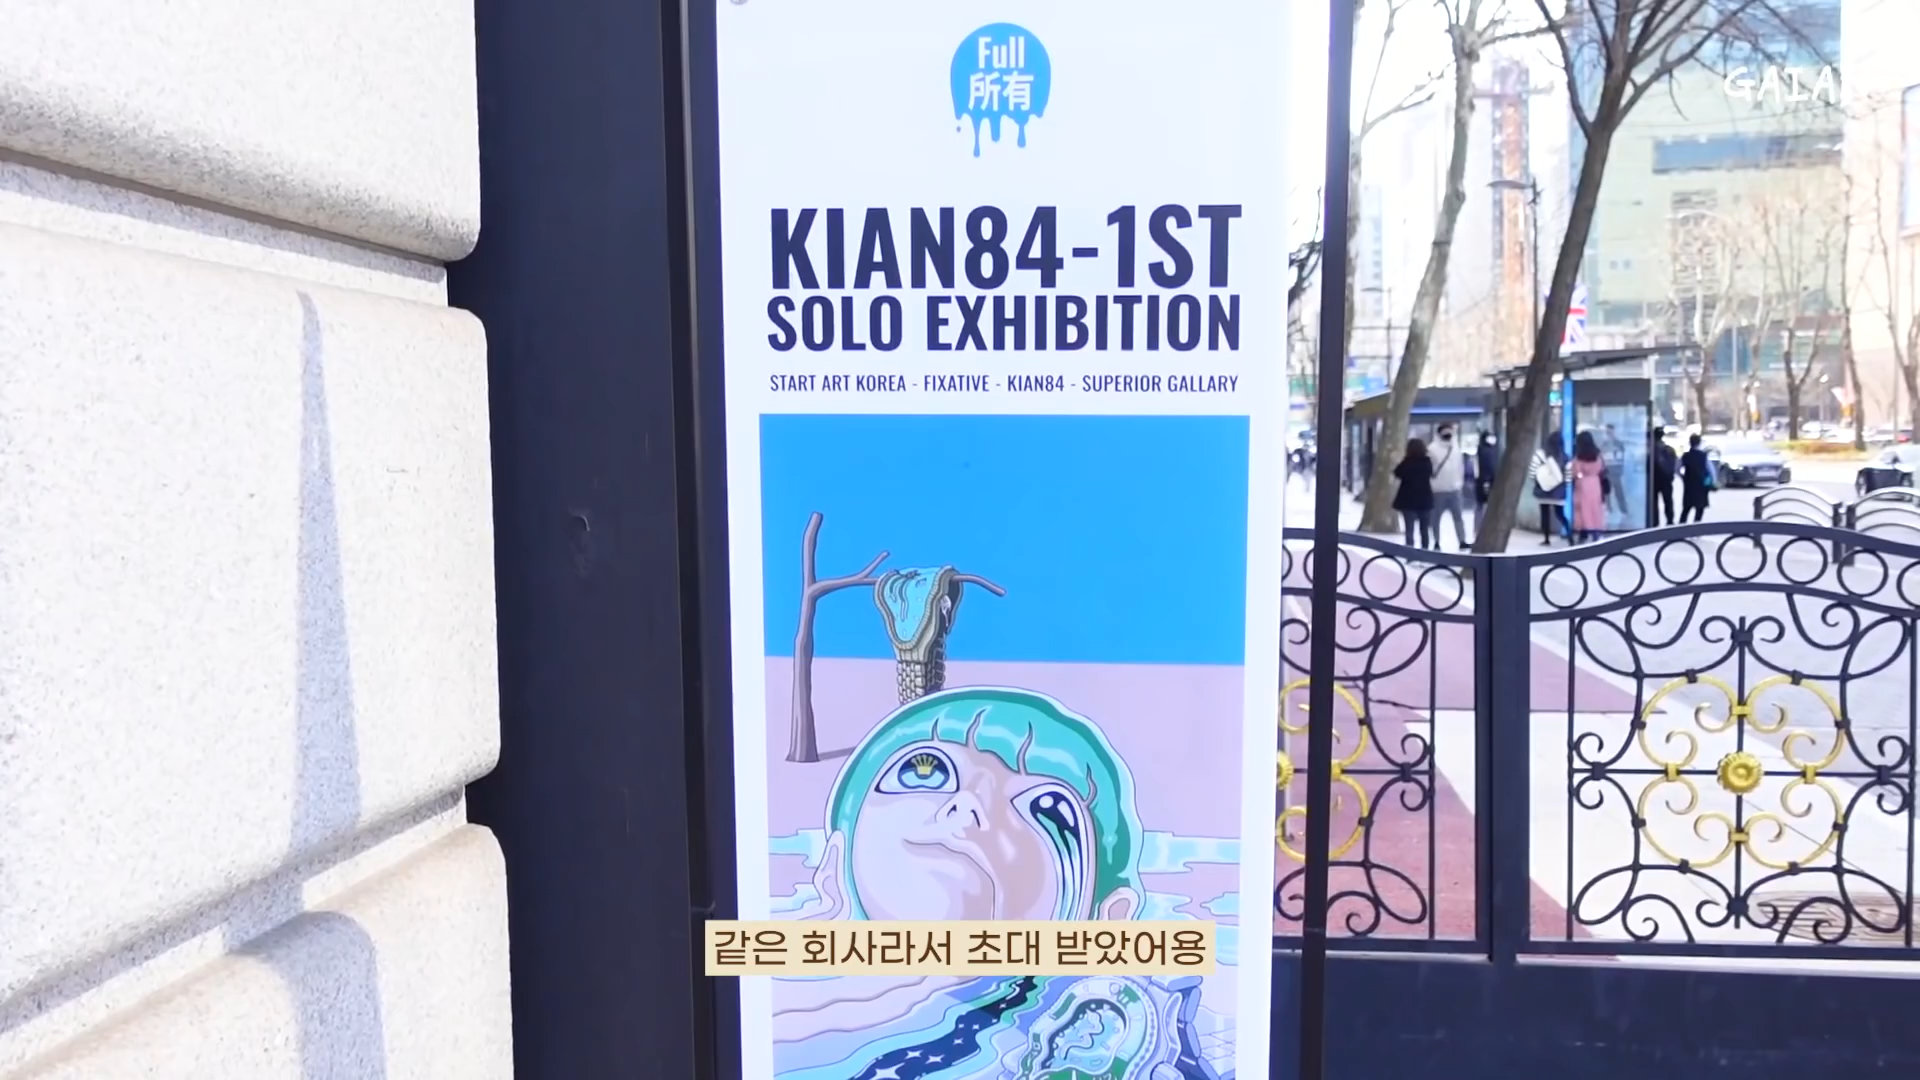 Full
所有
GAIA
KIAN84-1ST
SOLO EXHIBITION
START ART KOREA - FIXATIVE - KIAN84 - SUPERIOR GALLARY
같은 회사라서 초대 받았어용